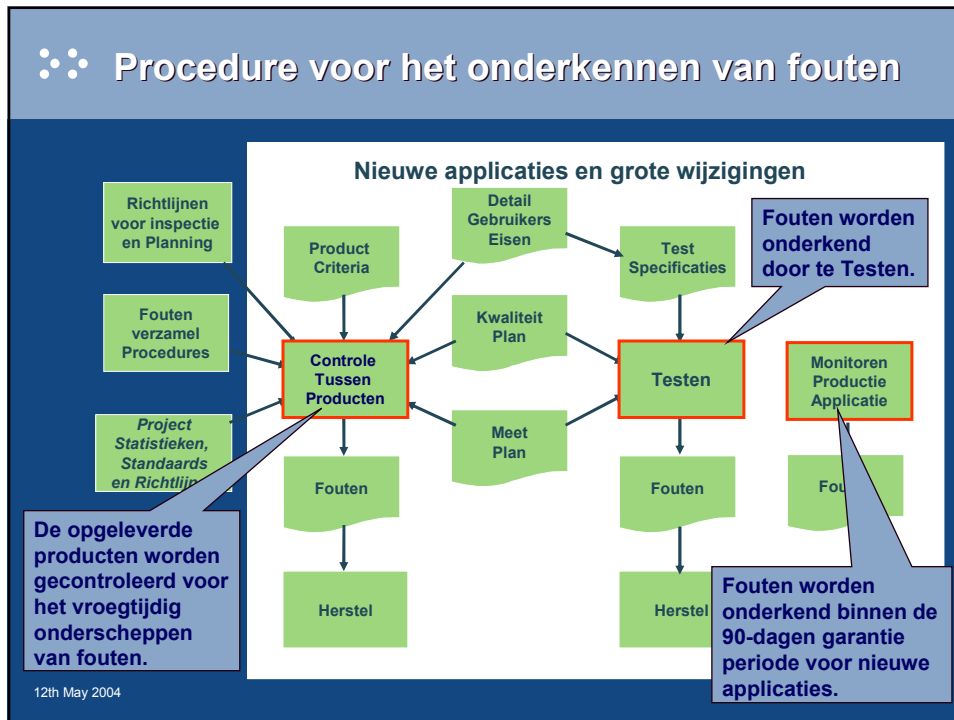 Procedure voor het onderkennen van fouten
Nieuwe applicaties en grote wijzigingen
Richtlijnen
voor inspectie
en Planning
Product
Criteria
Detail
Gebruikers
Eisen
Test
Specificaties
Fouten worden
onderkend
door te Testen.
Fouten
verzamel
Procedures
Kwaliteit
Plan
Controle
Tussen
Producten
Testen
Monitoren
Productie
Applicatie
Project
Statistieken,
Standaards
en
Meet
Plan
Fouten
Fouten
De opgeleverde
producten worden
gecontroleerd voor
het vroegtijdig
onderscheppen
van fouten.
Herstel
Herstel
Fouten worden
onderkend binnen de
90-dagen garantie
periode voor nieuwe
applicaties.
12th May 2004